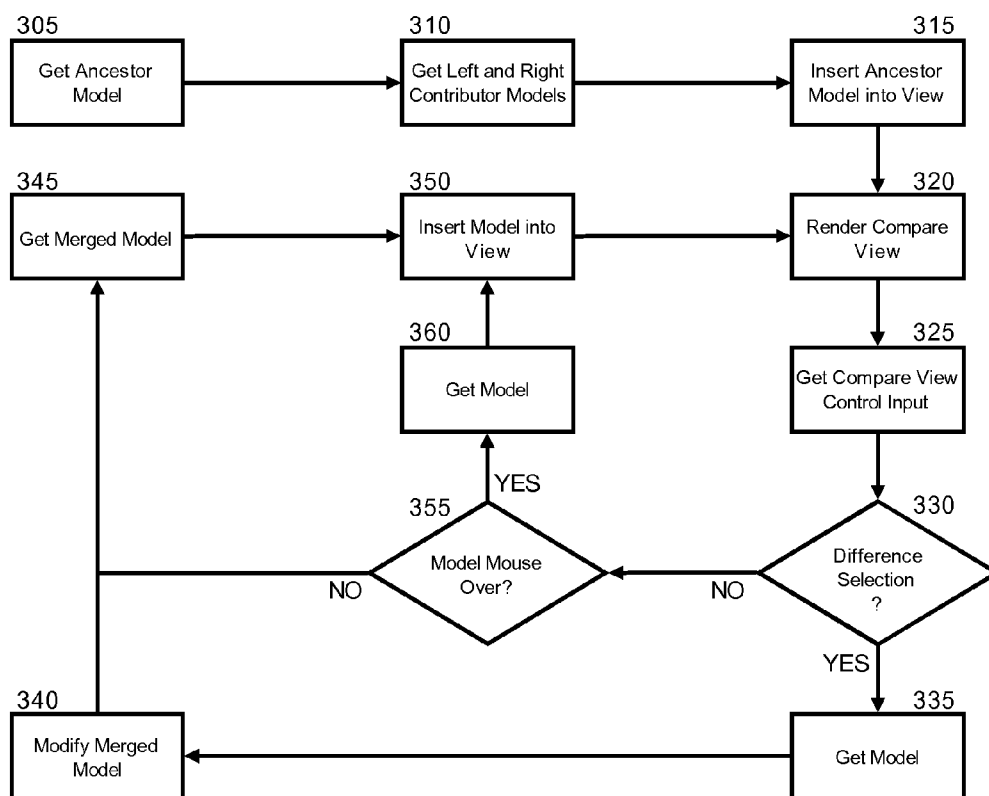 305
Get Ancestor
Model
310
Get Left and Right
Contributor Models
315
Insert Ancestor
Model into View
345
Get Merged Model
350
Insert Model into
View
320
Render Compare
View
360
Get Model
325
Get Compare View
Control Input
YES
355
Model Mouse
Over?
NO
330
Difference
Selection
?
NO
YES
340
Modify Merged
Model
335
Get Model